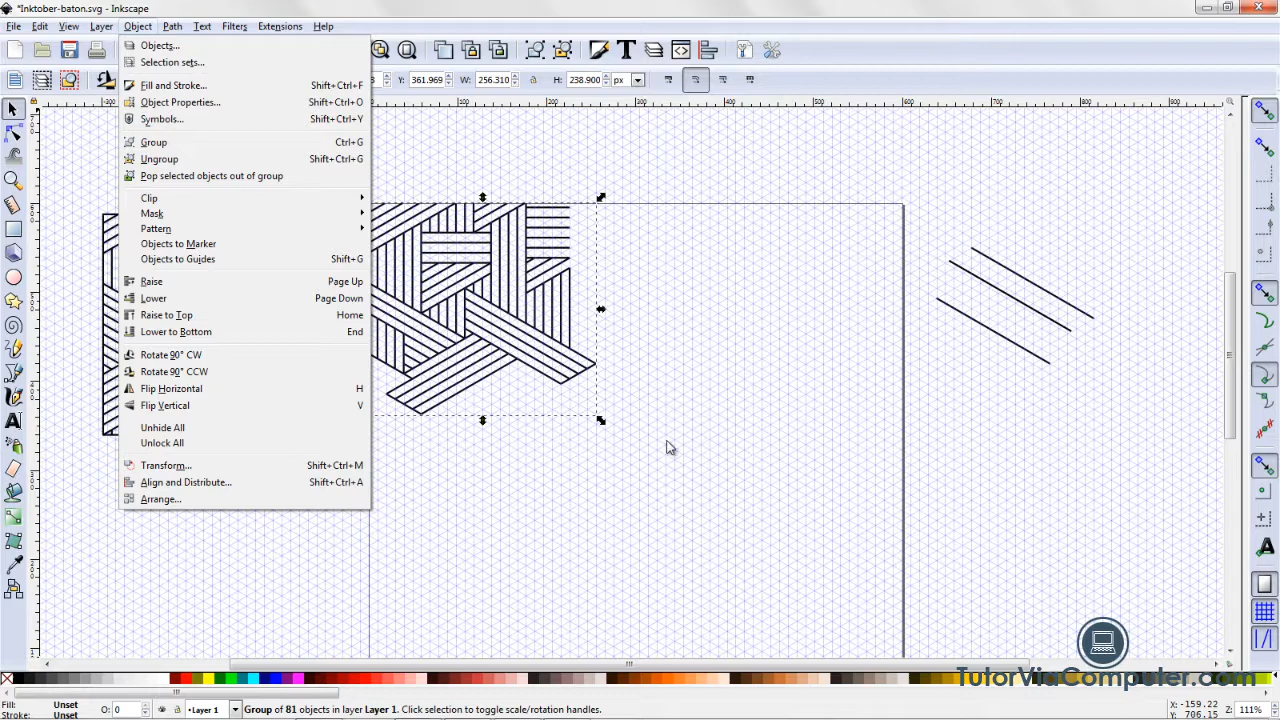 *Inktober-baton.svg - Inkscape
File Edit View Layer Object Path Text Filters Extensions Help
Y: 361.969 W: 256.310 H: 238.900 px
Objects...
Selection sets...
Fill and Stroke... Shift+Ctrl+F
Object Properties... Shift+Ctrl+O
Symbols... Shift+Ctrl+Y
Group Ctrl+G
Ungroup Shift+Ctrl+G
Pop selected objects out of group
Clip
Mask
Pattern
Objects to Marker
Objects to Guides Shift+G
Raise Page Up
Lower Page Down
Raise to Top Home
Lower to Bottom End
Rotate 90° CW
Rotate 90° CCW
Flip Horizontal H
Flip Vertical V
Unhide All
Unlock All
Transform... Shift+Ctrl+M
Align and Distribute... Shift+Ctrl+A
Arrange...
TutorViaComputer.com
Fill: Unset
Stroke: Unset
O: 0
Layer 1
Group of 81 objects in layer Layer 1. Click selection to toggle scale/rotation handles.
X: -159.22
Y: 706.15
Z: 111%